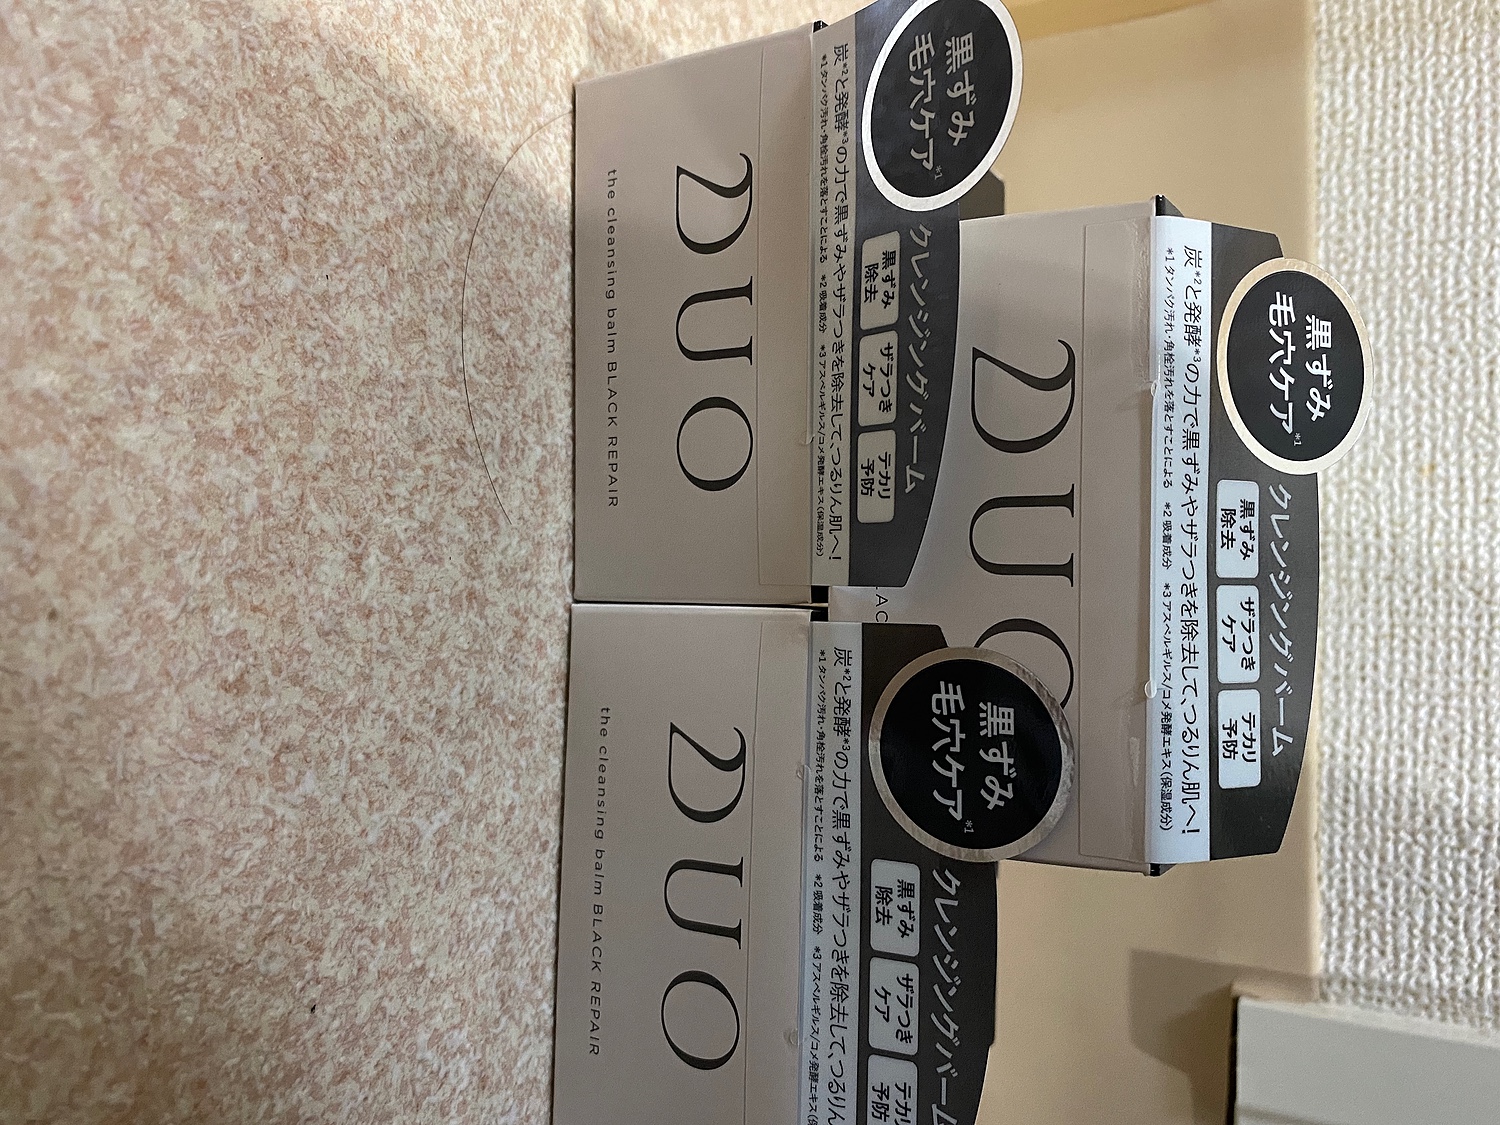 黒ずみ
毛穴ケア*1
クレンジングバーム
黒ずみ
除去
ザラつき
ケア
テカリ
予防
炭*2と発酵*3の力で黒ずみやザラつきを除去して、つるりん肌へ!
*1 タンパク汚れ・角栓汚れを落とすことによる *2 吸着成分 *3 アスペルギルス/コメ発酵エキス(保湿成分)
DUO
黒ずみ
毛穴ケア*1
クレンジングバーム
黒ずみ
除去
ザラつき
ケア
テカリ
予防
炭*2と発酵*3の力で黒ずみやザラつきを除去して、つるりん肌へ!
*1 タンパク汚れ・角栓汚れを落とすことによる *2 吸着成分 *3 アスペルギルス/コメ発酵エキス(保湿成分)
DUO
the cleansing balm BLACK REPAIR
黒ずみ
毛穴ケア*1
クレンジングバーム
黒ずみ
除去
ザラつき
ケア
テカリ
予防
炭*2と発酵*3の力で黒ずみやザラつきを除去して、つるりん
*1 タンパク汚れ・角栓汚れを落とすことによる *2 吸着成分 *3 アスペルギルス/コメ発酵エキス(
DUO
the cleansing balm BLACK REPAIR